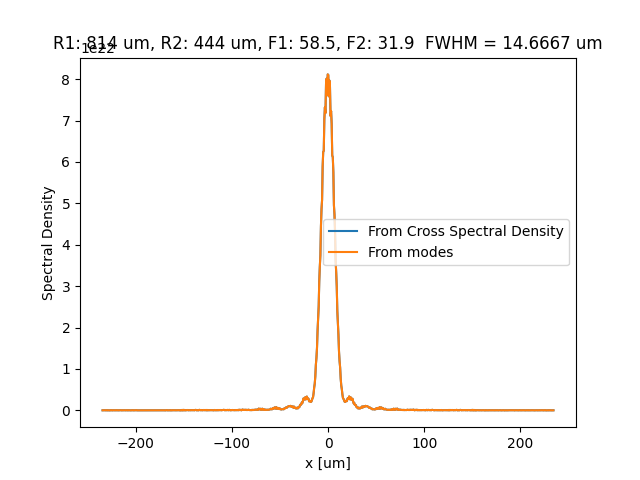 R1: 814 um, R2: 444 um, F1: 58.5, F2: 31.9  FWHM = 14.6667 um
1e22
8
7
6
5
4
3
2
1
0
Spectral Density
From Cross Spectral Density
From modes
−200
−100
0
100
200
x [um]